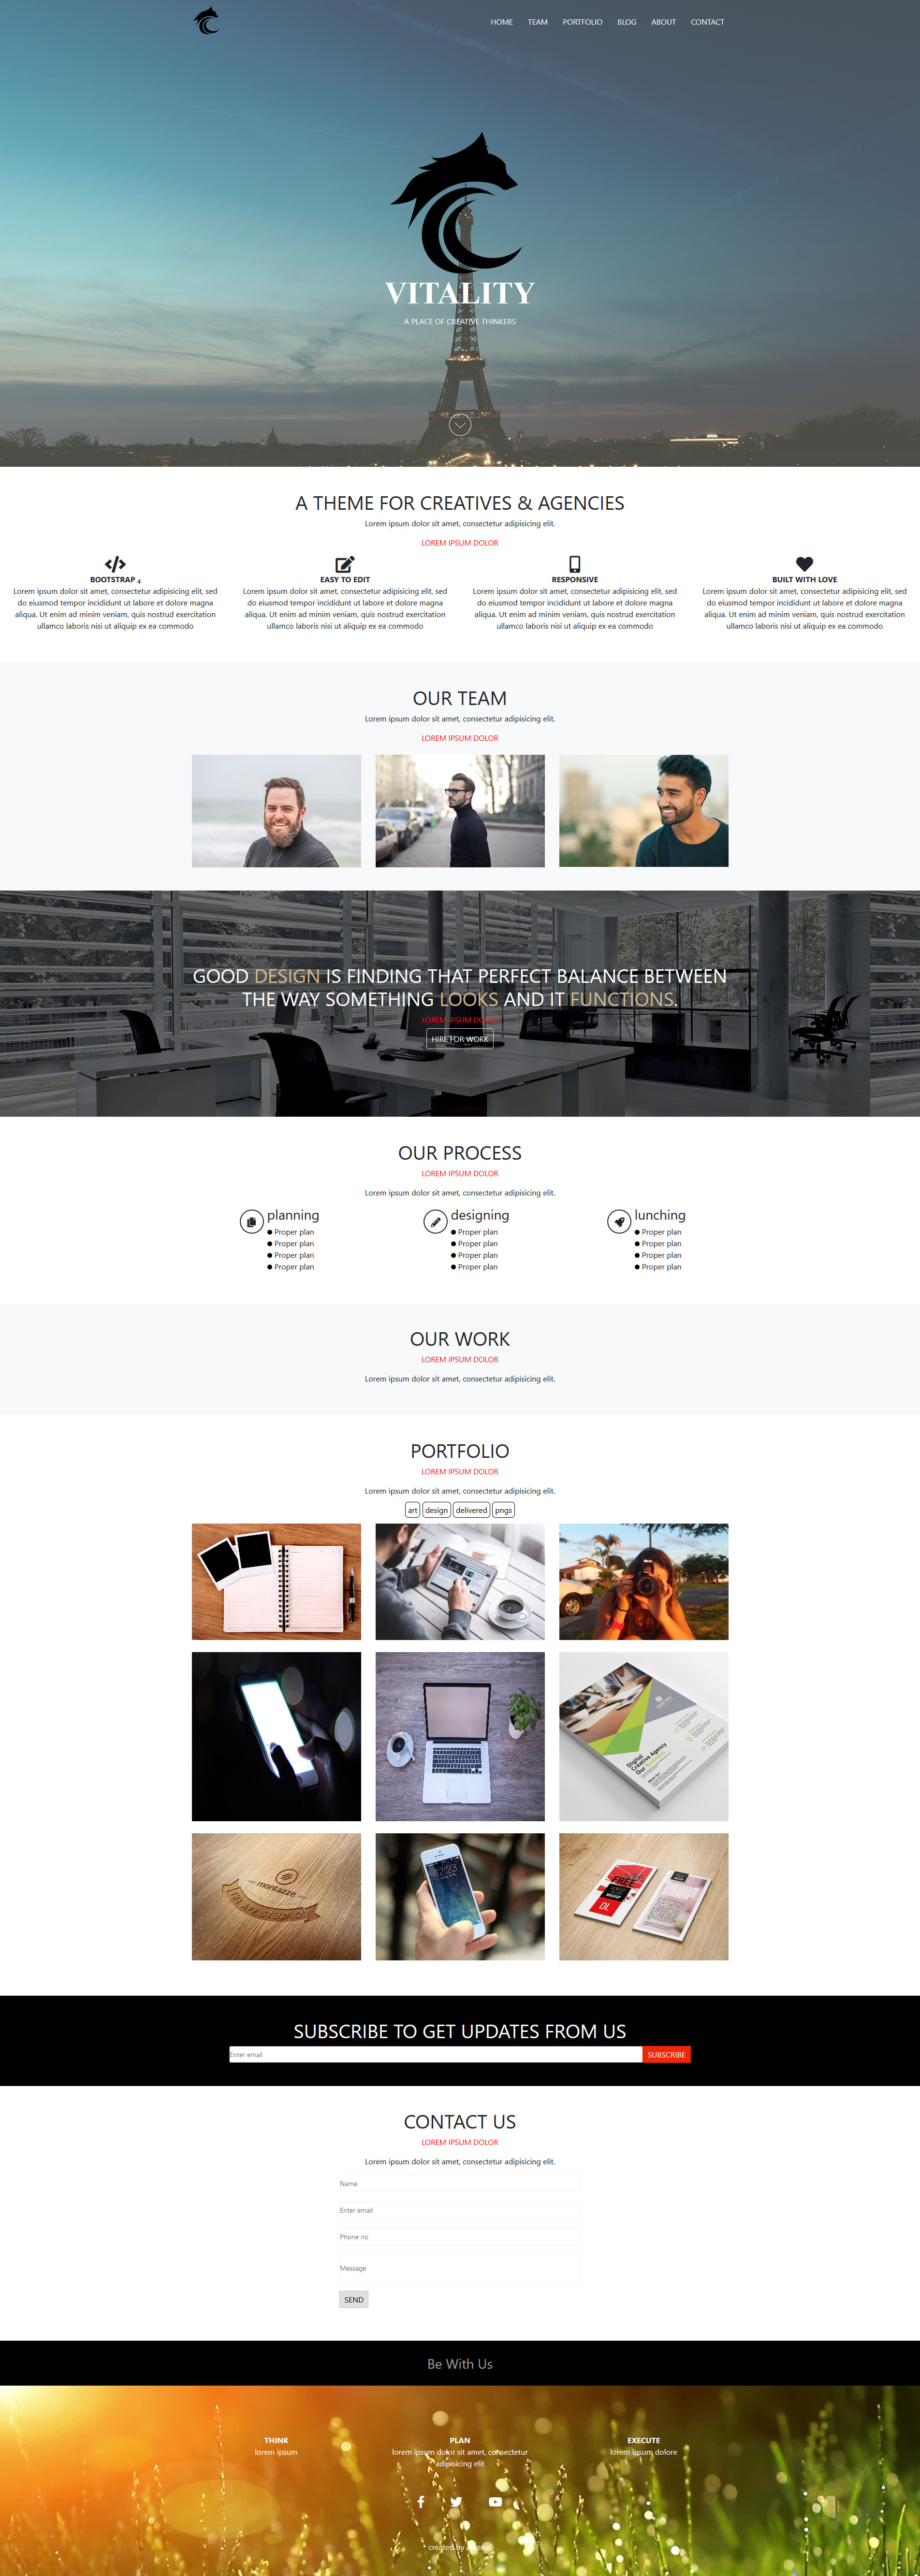 HOME TEAM PORTFOLIO BLOG ABOUT CONTACT
VITALITY
A PLACE OF CREATIVE THINKERS
A THEME FOR CREATIVES & AGENCIES
Lorem ipsum dolor sit amet, consectetur adipisicing elit.
LOREM IPSUM DOLOR
BOOTSTRAP 4
Lorem ipsum dolor sit amet, consectetur adipisicing elit, sed
do eiusmod tempor incididunt ut labore et dolore magna
aliqua. Ut enim ad minim veniam, quis nostrud exercitation
ullamco laboris nisi ut aliquip ex ea commodo
EASY TO EDIT
Lorem ipsum dolor sit amet, consectetur adipisicing elit, sed
do eiusmod tempor incididunt ut labore et dolore magna
aliqua. Ut enim ad minim veniam, quis nostrud exercitation
ullamco laboris nisi ut aliquip ex ea commodo
RESPONSIVE
Lorem ipsum dolor sit amet, consectetur adipisicing elit, sed
do eiusmod tempor incididunt ut labore et dolore magna
aliqua. Ut enim ad minim veniam, quis nostrud exercitation
ullamco laboris nisi ut aliquip ex ea commodo
BUILT WITH LOVE
Lorem ipsum dolor sit amet, consectetur adipisicing elit, sed
do eiusmod tempor incididunt ut labore et dolore magna
aliqua. Ut enim ad minim veniam, quis nostrud exercitation
ullamco laboris nisi ut aliquip ex ea commodo
OUR TEAM
Lorem ipsum dolor sit amet, consectetur adipisicing elit.
LOREM IPSUM DOLOR
GOOD DESIGN IS FINDING THAT PERFECT BALANCE BETWEEN
THE WAY SOMETHING LOOKS AND IT FUNCTIONS.
LOREM IPSUM DOLOR
HIRE FOR WORK
OUR PROCESS
LOREM IPSUM DOLOR
Lorem ipsum dolor sit amet, consectetur adipisicing elit.
planning
● Proper plan
● Proper plan
● Proper plan
● Proper plan
designing
● Proper plan
● Proper plan
● Proper plan
● Proper plan
lunching
● Proper plan
● Proper plan
● Proper plan
● Proper plan
OUR WORK
LOREM IPSUM DOLOR
Lorem ipsum dolor sit amet, consectetur adipisicing elit.
PORTFOLIO
LOREM IPSUM DOLOR
Lorem ipsum dolor sit amet, consectetur adipisicing elit.
art design delivered pngs
Digital
Creative Agency
Our Business
montazze
THE APP STUDIO
12:23
FREE
DL
SUBSCRIBE TO GET UPDATES FROM US
Enter email SUBSCRIBE
CONTACT US
LOREM IPSUM DOLOR
Lorem ipsum dolor sit amet, consectetur adipisicing elit.
Name
Enter email
Phone no
Message
SEND
Be With Us
THINK
lorem ipsum
PLAN
lorem ipsum dolor sit amet, consectetur
adipisicing elit
EXECUTE
lorem ipsum dolore
created by